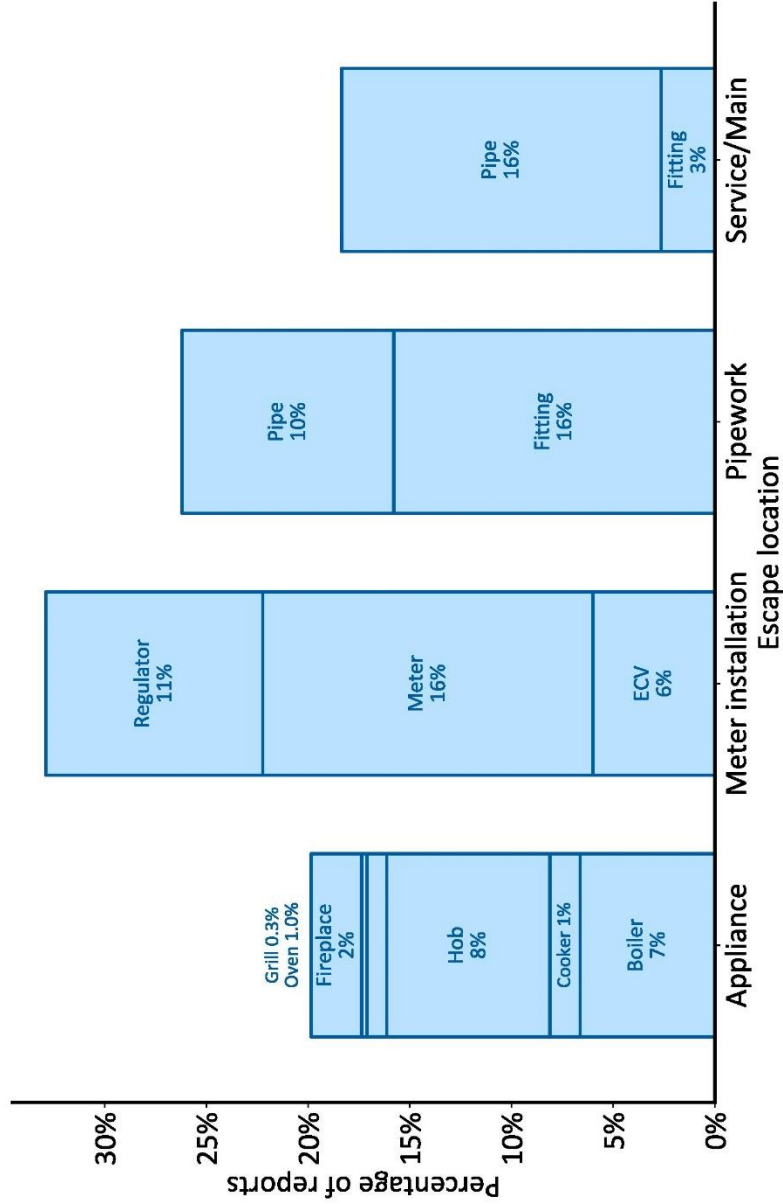 Percentage of reports
30%
25%
20%
15%
10%
5%
0%
Grill 0.3%
Oven 1.0%
Fireplace
2%
Hob
8%
Cooker 1%
Boiler
7%
Regulator
11%
Meter
16%
ECV
6%
Pipe
10%
Fitting
16%
Pipe
16%
Fitting
3%
Appliance
Meter installation
Pipework
Service/Main
Escape location